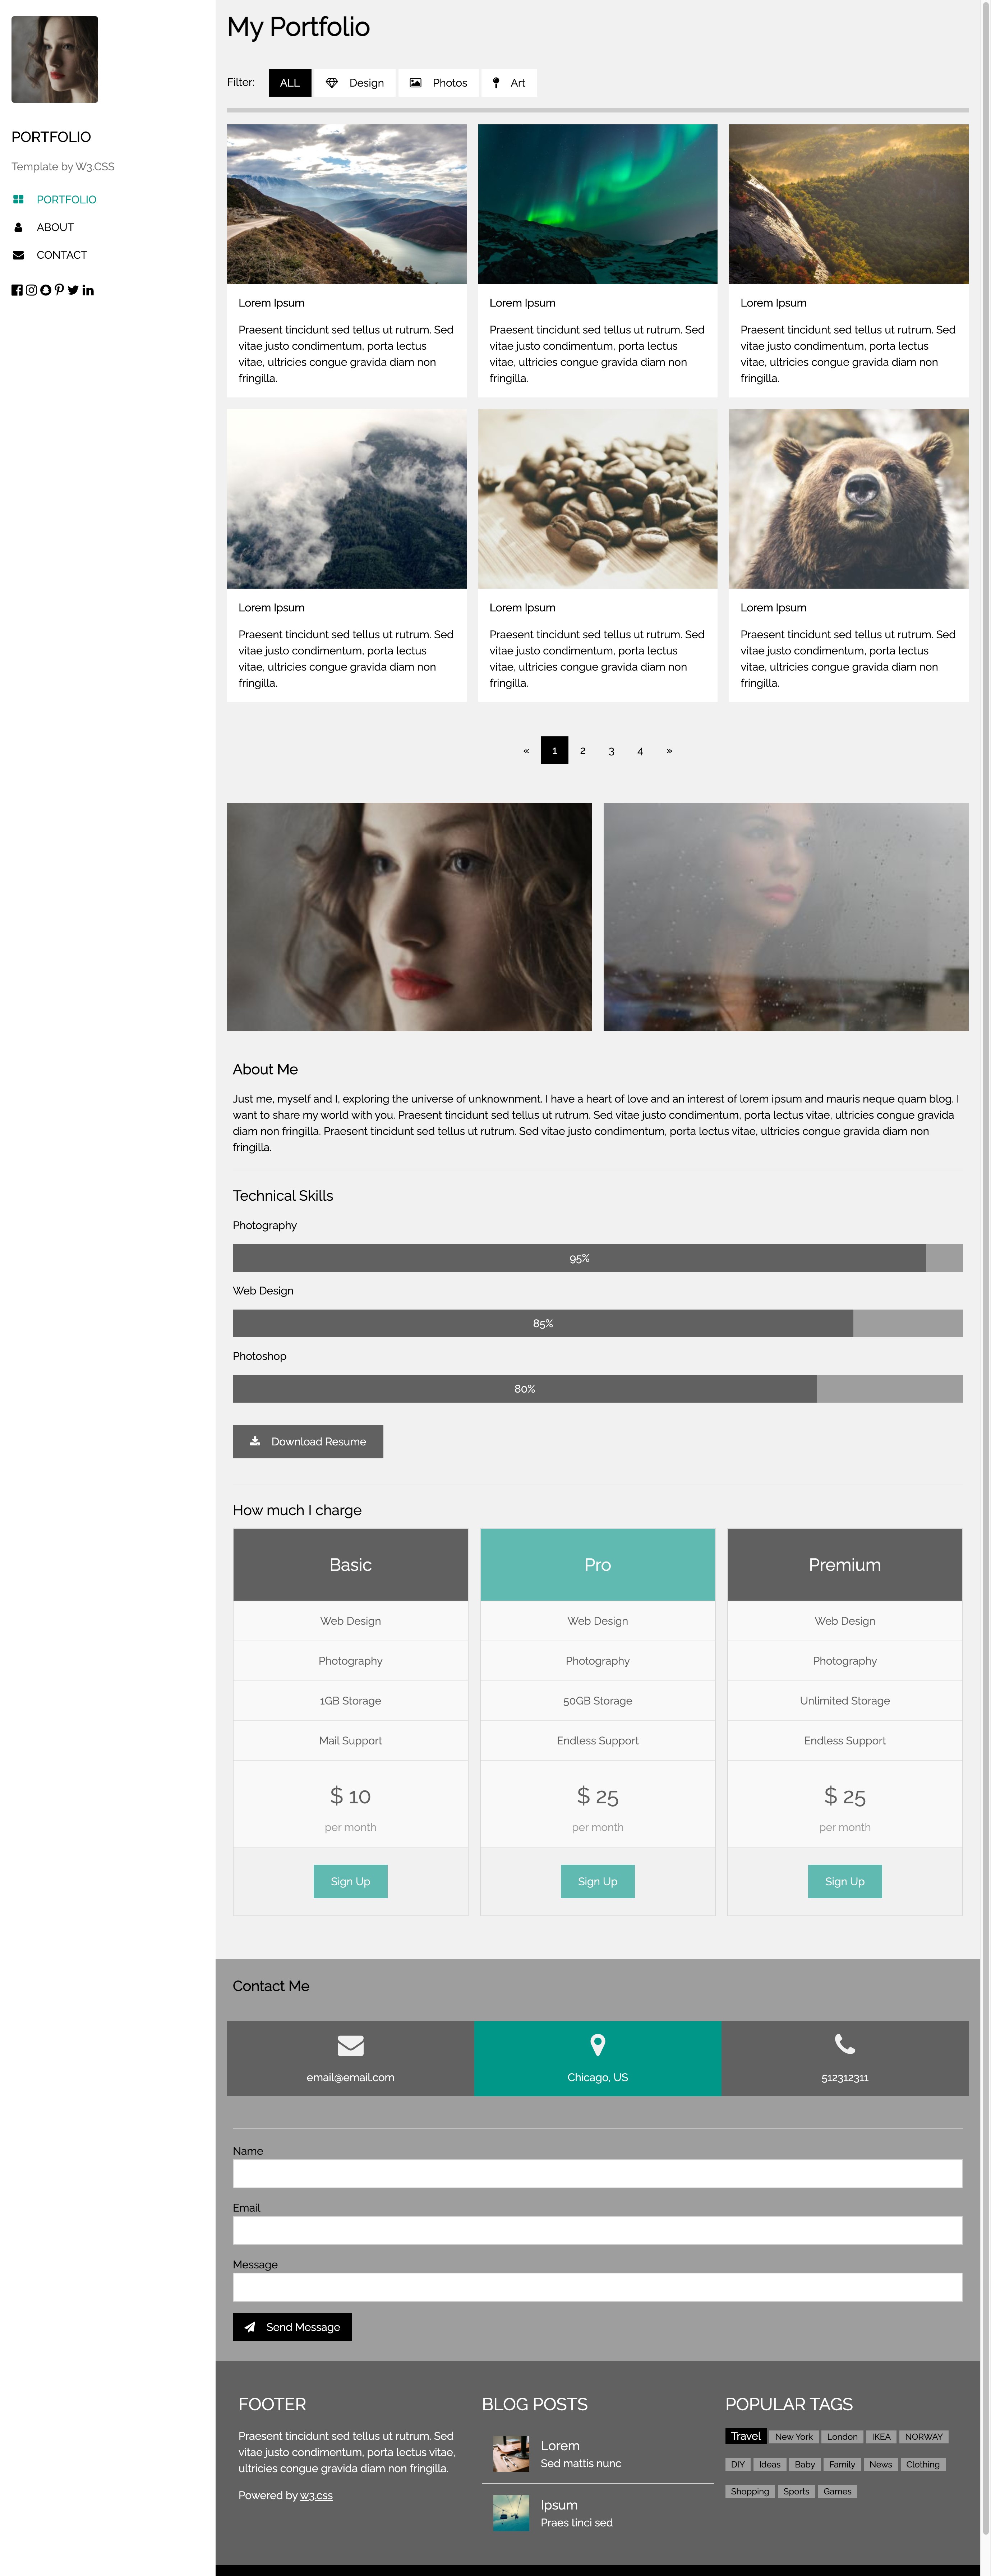 PORTFOLIO
Template by W3.CSS
PORTFOLIO
ABOUT
CONTACT
My Portfolio
Filter: ALL Design Photos Art
Lorem Ipsum
Praesent tincidunt sed tellus ut rutrum. Sed
vitae justo condimentum, porta lectus
vitae, ultricies congue gravida diam non
fringilla.
Lorem Ipsum
Praesent tincidunt sed tellus ut rutrum. Sed
vitae justo condimentum, porta lectus
vitae, ultricies congue gravida diam non
fringilla.
Lorem Ipsum
Praesent tincidunt sed tellus ut rutrum. Sed
vitae justo condimentum, porta lectus
vitae, ultricies congue gravida diam non
fringilla.
Lorem Ipsum
Praesent tincidunt sed tellus ut rutrum. Sed
vitae justo condimentum, porta lectus
vitae, ultricies congue gravida diam non
fringilla.
Lorem Ipsum
Praesent tincidunt sed tellus ut rutrum. Sed
vitae justo condimentum, porta lectus
vitae, ultricies congue gravida diam non
fringilla.
Lorem Ipsum
Praesent tincidunt sed tellus ut rutrum. Sed
vitae justo condimentum, porta lectus
vitae, ultricies congue gravida diam non
fringilla.
« 1 2 3 4 »
About Me
Just me, myself and I, exploring the universe of unknownment. I have a heart of love and an interest of lorem ipsum and mauris neque quam blog. I
want to share my world with you. Praesent tincidunt sed tellus ut rutrum. Sed vitae justo condimentum, porta lectus vitae, ultricies congue gravida
diam non fringilla. Praesent tincidunt sed tellus ut rutrum. Sed vitae justo condimentum, porta lectus vitae, ultricies congue gravida diam non
fringilla.
Technical Skills
Photography
95%
Web Design
85%
Photoshop
80%
Download Resume
How much I charge
Basic
Web Design
Photography
1GB Storage
Mail Support
$ 10
per month
Sign Up
Pro
Web Design
Photography
50GB Storage
Endless Support
$ 25
per month
Sign Up
Premium
Web Design
Photography
Unlimited Storage
Endless Support
$ 25
per month
Sign Up
Contact Me
email@email.com
Chicago, US
512312311
Name
Email
Message
Send Message
FOOTER
Praesent tincidunt sed tellus ut rutrum. Sed
vitae justo condimentum, porta lectus vitae,
ultricies congue gravida diam non fringilla.
Powered by w3.css
BLOG POSTS
Lorem
Sed mattis nunc
Ipsum
Praes tinci sed
POPULAR TAGS
Travel New York London IKEA NORWAY
DIY Ideas Baby Family News Clothing
Shopping Sports Games